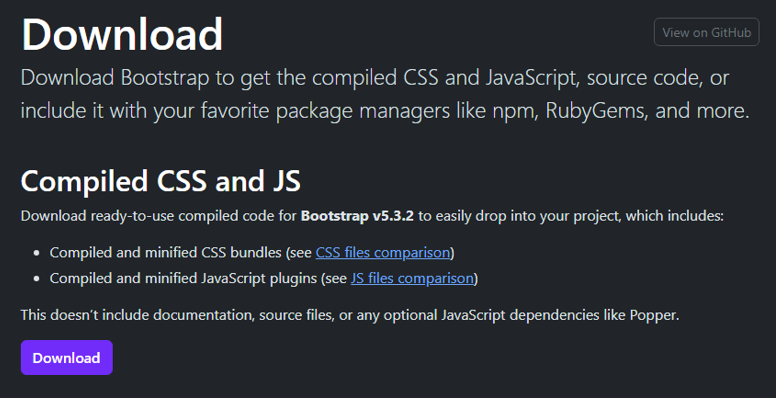 Download
View on GitHub
Download Bootstrap to get the compiled CSS and JavaScript, source code, or
include it with your favorite package managers like npm, RubyGems, and more.
Compiled CSS and JS
Download ready-to-use compiled code for Bootstrap v5.3.2 to easily drop into your project, which includes:
• Compiled and minified CSS bundles (see CSS files comparison)
• Compiled and minified JavaScript plugins (see JS files comparison)
This doesn’t include documentation, source files, or any optional JavaScript dependencies like Popper.
Download